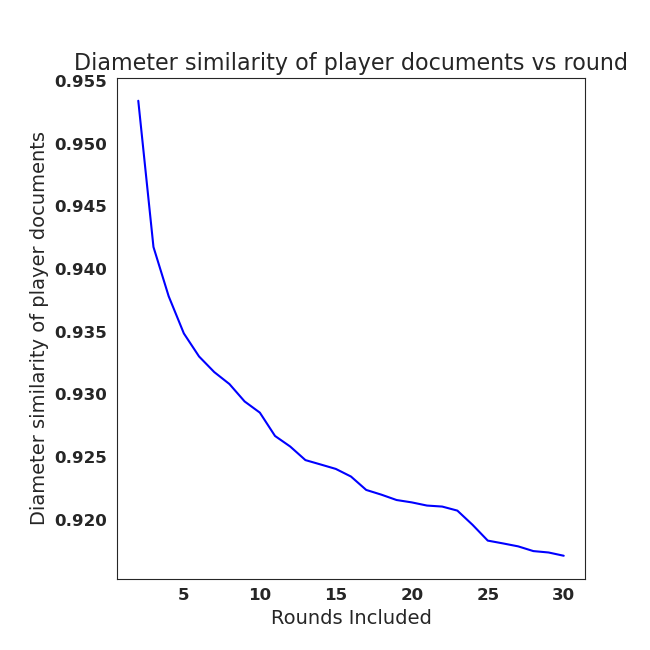 Diameter similarity of player documents vs round
Diameter similarity of player documents
0.955
0.950
0.945
0.940
0.935
0.930
0.925
0.920
5 10 15 20 25 30
Rounds Included